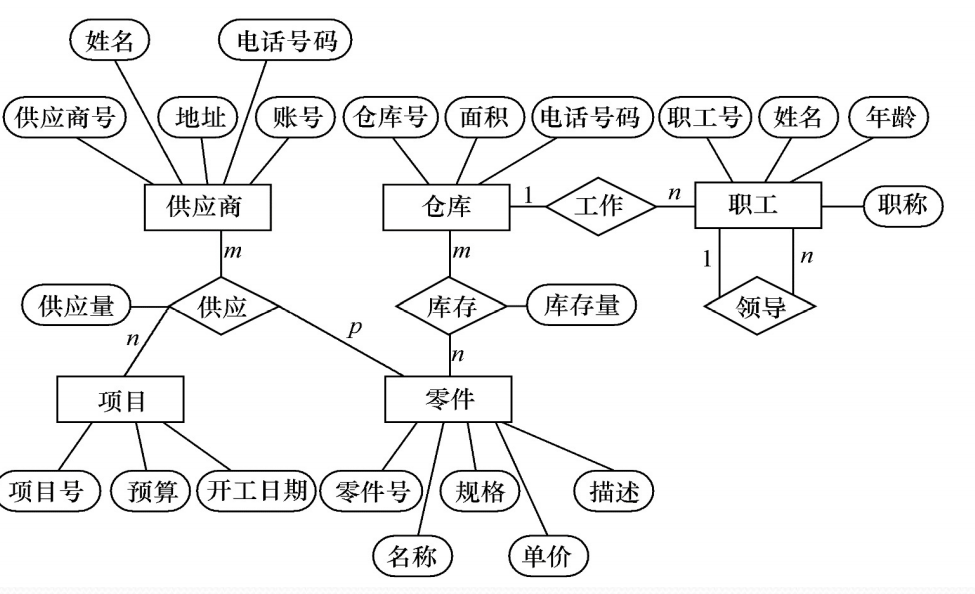 姓名
电话号码
供应商号
地址
账号
仓库号
面积
电话号码
职工号
姓名
年龄
供应商
仓库
1
工作
n
职工
职称
m
m
1
n
供应量
供应
库存
库存量
领导
n
p
n
项目
零件
项目号
预算
开工日期
零件号
规格
描述
名称
单价